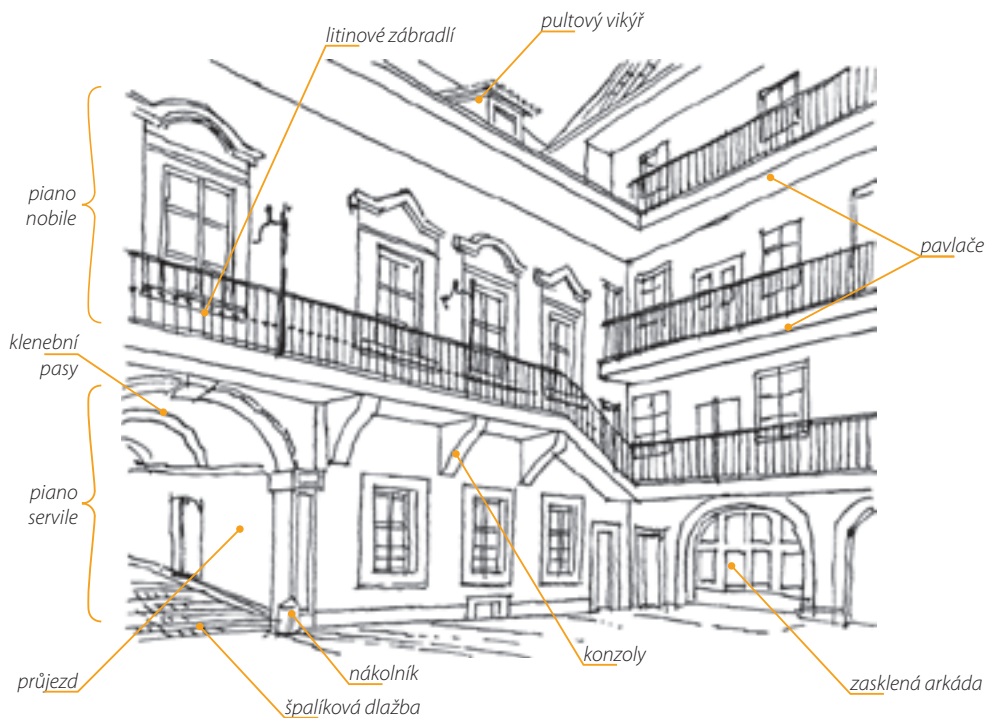 pultový vikýř
litinové zábradlí
piano
nobile
pavlače
klenební
pasy
piano
servile
konzoly
nákolník
průjezd
zasklená arkáda
špalíková dlažba